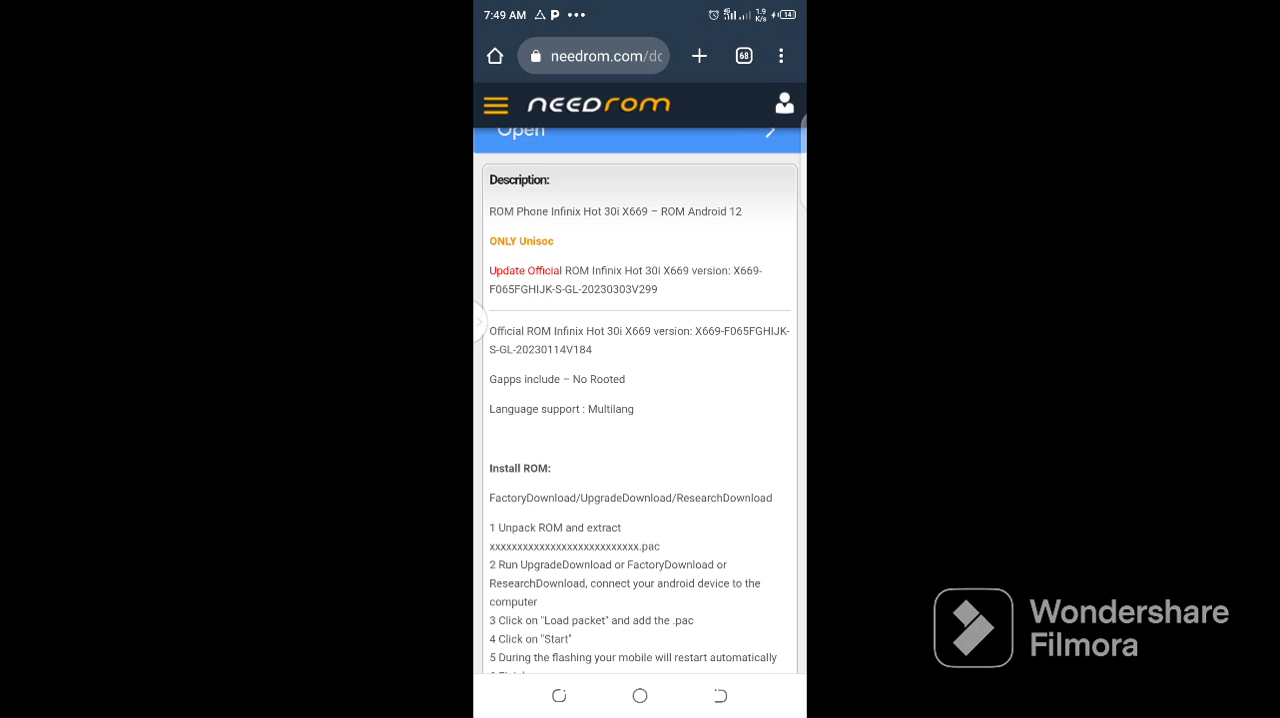 7:49 AM P ••• 4G 1.9 K/s 14
needrom.com/dc 68
NEEDROM
Open
Description:
ROM Phone Infinix Hot 30i X669 – ROM Android 12
ONLY Unisoc
Update Official ROM Infinix Hot 30i X669 version: X669-
F065FGHIJK-S-GL-20230303V299
Official ROM Infinix Hot 30i X669 version: X669-F065FGHIJK-
S-GL-20230114V184
Gapps include – No Rooted
Language support : Multilang
Install ROM:
FactoryDownload/UpgradeDownload/ResearchDownload
1 Unpack ROM and extract
xxxxxxxxxxxxxxxxxxxxxxxxxxx.pac
2 Run UpgradeDownload or FactoryDownload or
ResearchDownload, connect your android device to the
computer
3 Click on "Load packet" and add the .pac
4 Click on "Start"
5 During the flashing your mobile will restart automatically
Wondershare
Filmora